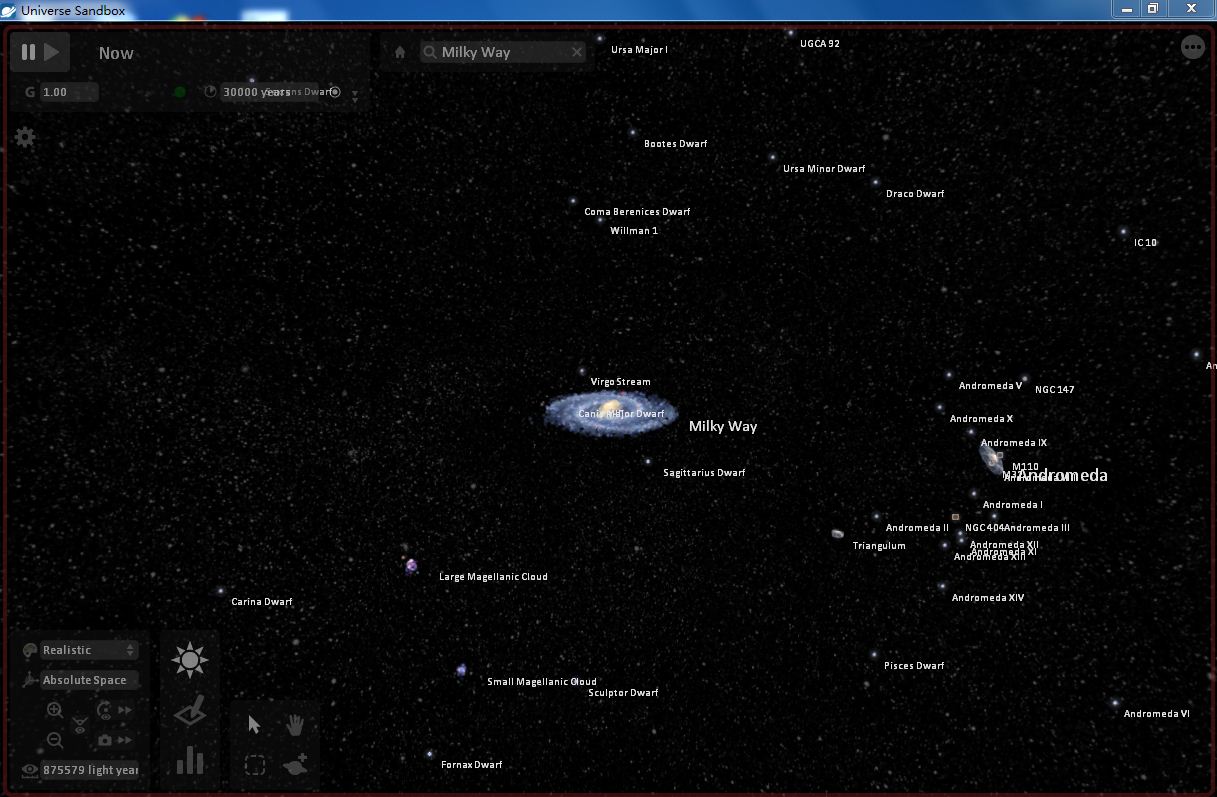 Universe Sandbox
Now
Milky Way
Ursa Major I
UGCA 92
G 1.00
30000 years
Bootes Dwarf
Ursa Minor Dwarf
Draco Dwarf
Coma Berenices Dwarf
Willman 1
IC 10
Virgo Stream
Andromeda V
NGC 147
Canis Major Dwarf
Milky Way
Andromeda X
Andromeda IX
M110
Andromeda
Sagittarius Dwarf
Andromeda I
Andromeda II
NGC 404
Andromeda III
Triangulum
Andromeda XII
Andromeda XI
Andromeda XIII
Large Magellanic Cloud
Carina Dwarf
Andromeda XIV
Realistic
Absolute Space
Pisces Dwarf
Small Magellanic Cloud
Sculptor Dwarf
Andromeda VI
Fornax Dwarf
875579 light year